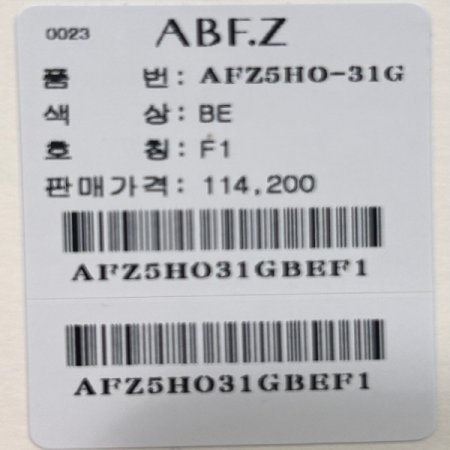 0023 ABF.Z
품 번: AFZ5HO-31G
색 상: BE
호 칭: F1
판매가격: 114,200
AFZ5HO31GBEF1
AFZ5HO31GBEF1